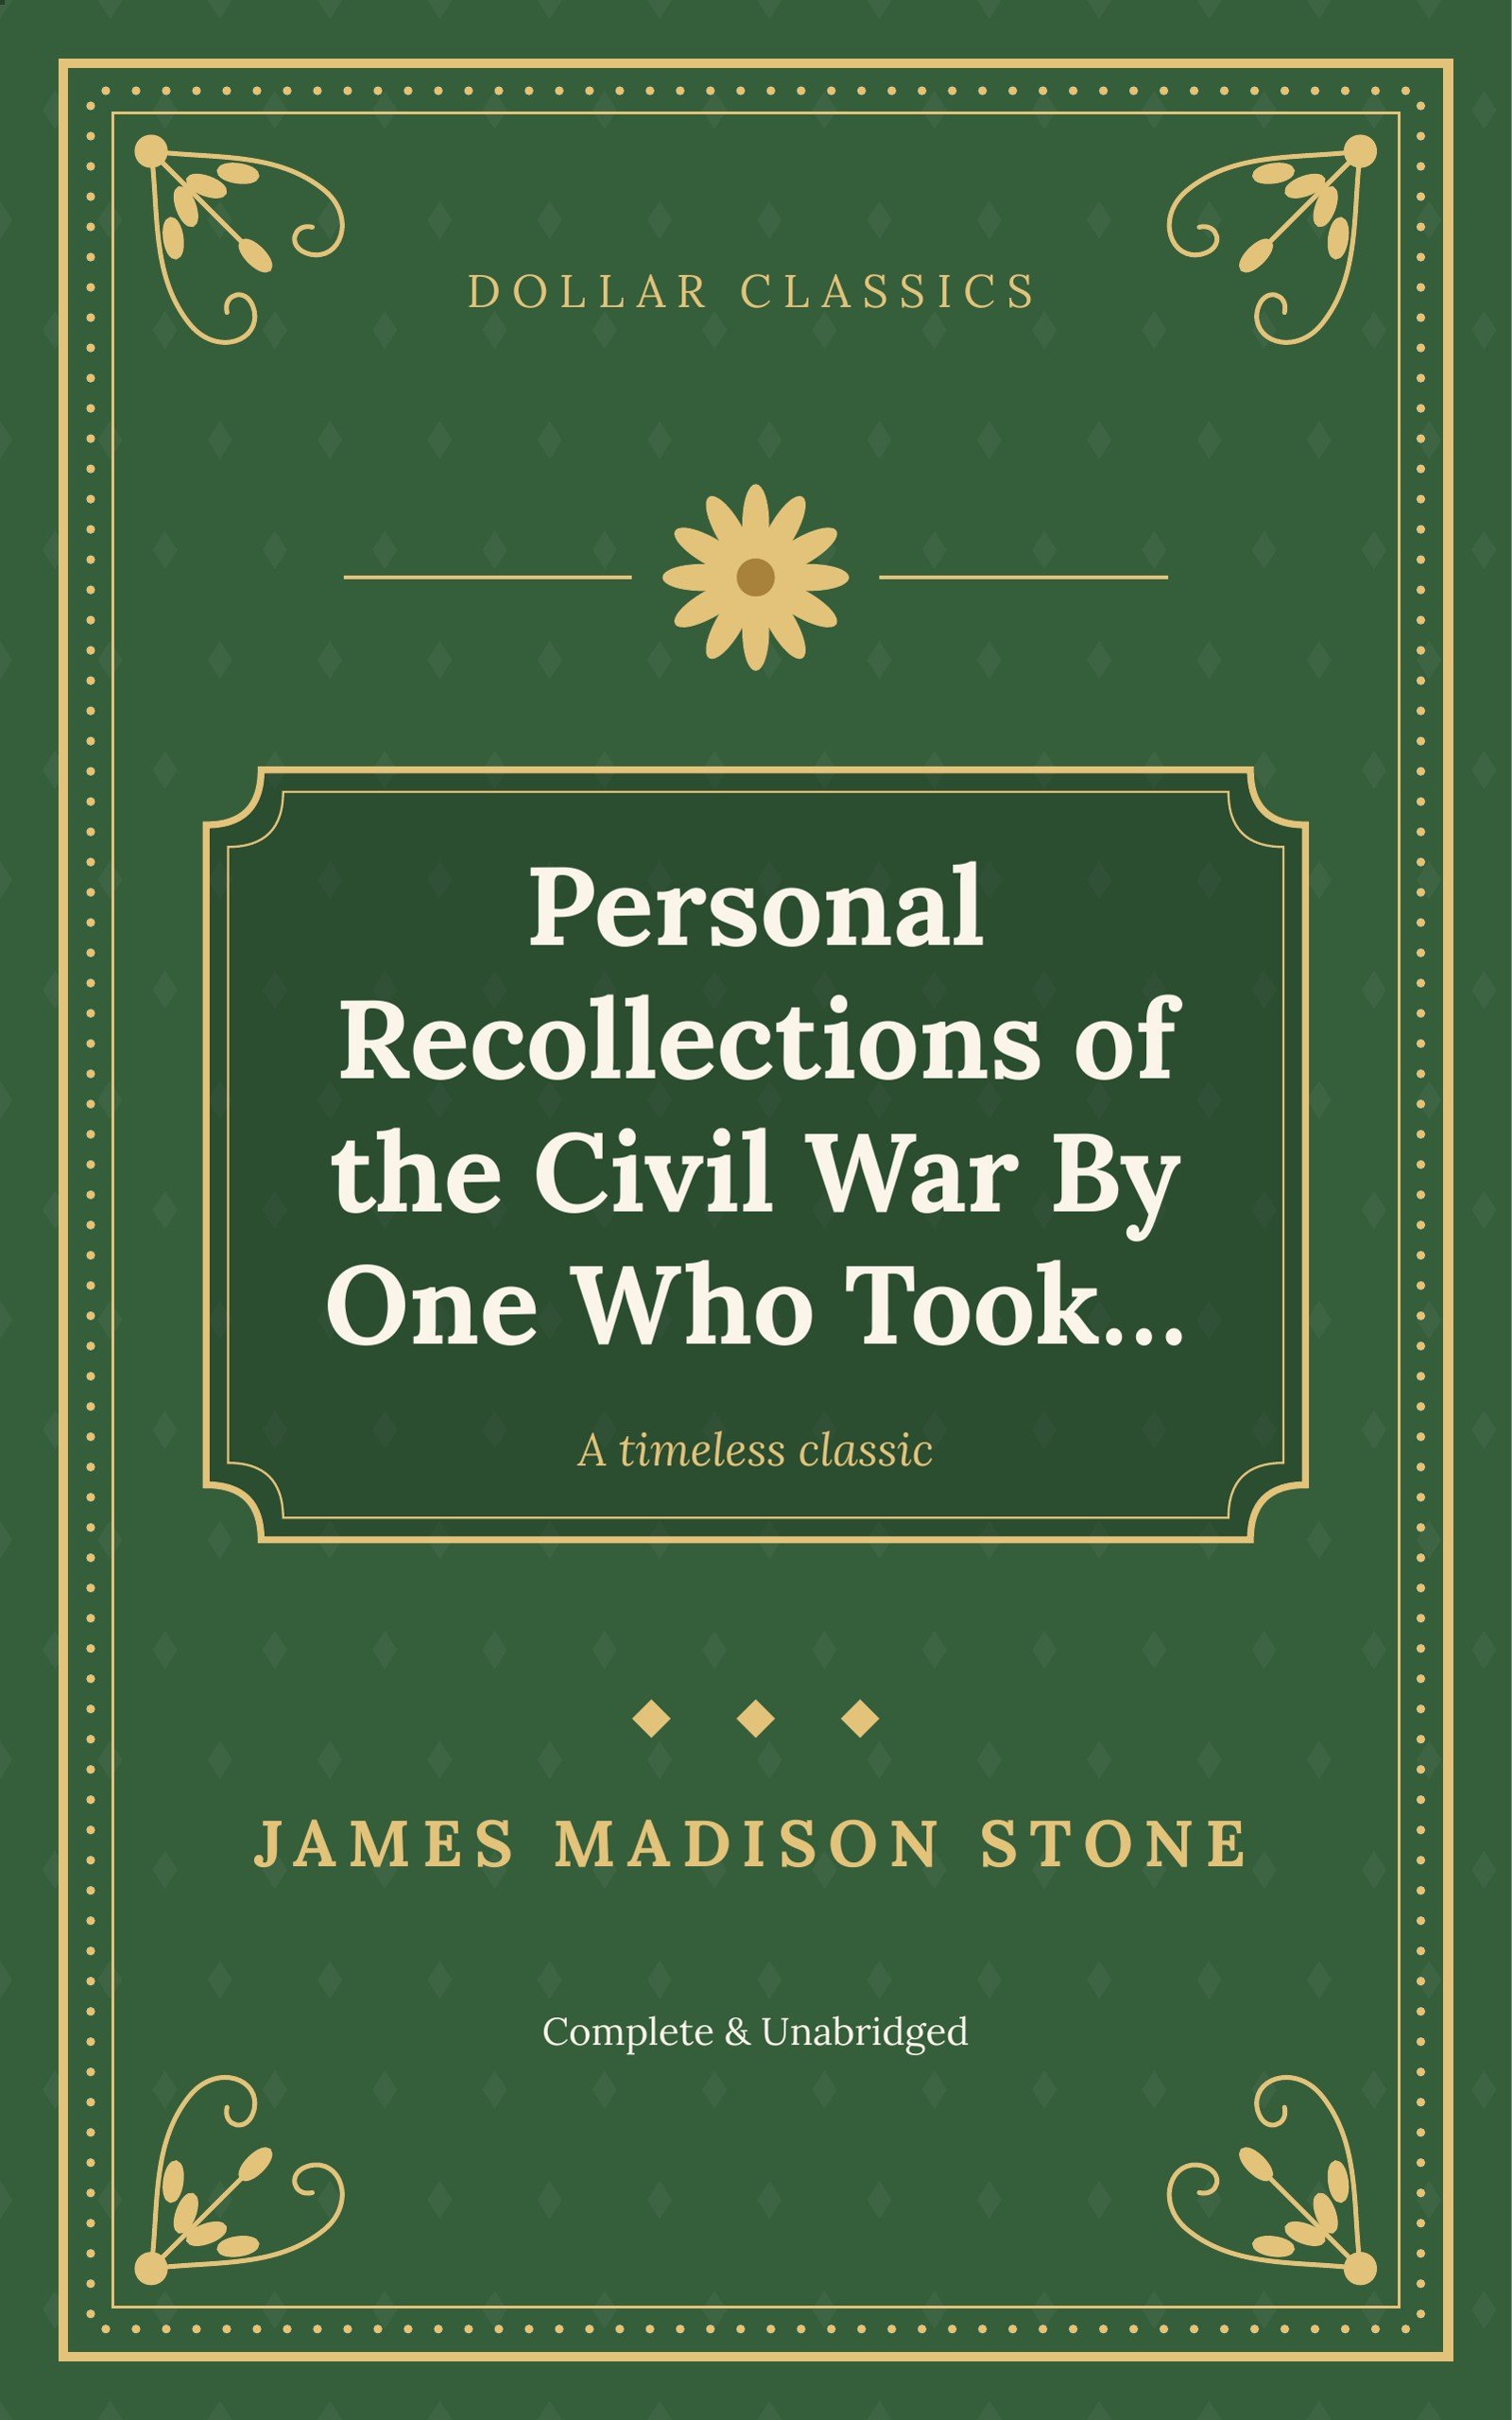 DOLLAR CLASSICS
Personal
Recollections of
the Civil War By
One Who Took...
A timeless classic
JAMES MADISON STONE
Complete & Unabridged